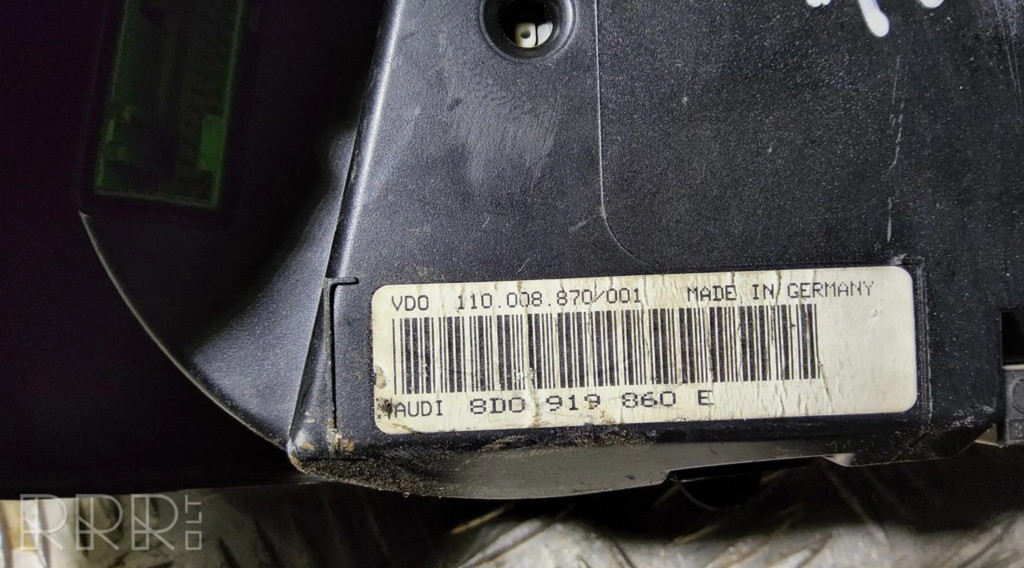 VDO 110.008.870/001 MADE IN GERMANY
AUDI 8D0 919 860 E
RRR.LT